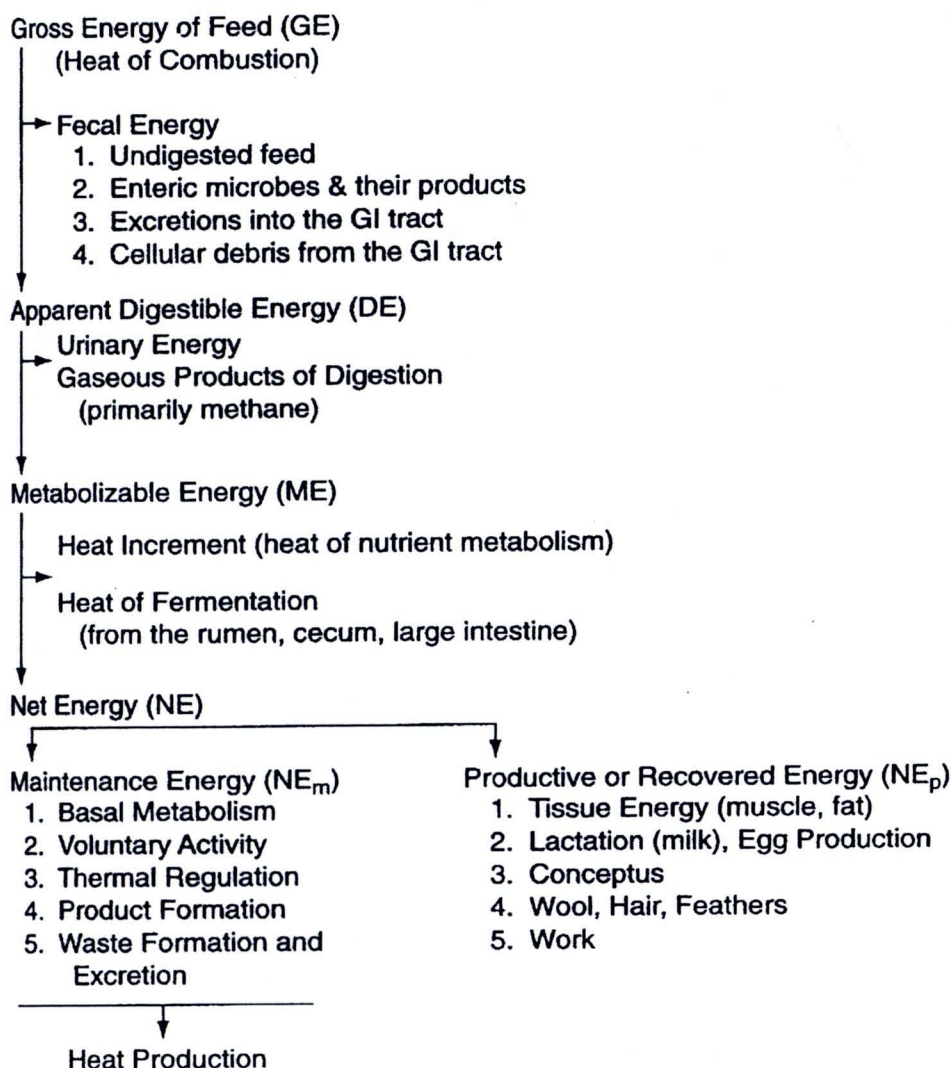 Gross Energy of Feed (GE)
(Heat of Combustion)
Fecal Energy
1. Undigested feed
2. Enteric microbes & their products
3. Excretions into the GI tract
4. Cellular debris from the GI tract
Apparent Digestible Energy (DE)
Urinary Energy
Gaseous Products of Digestion
(primarily methane)
Metabolizable Energy (ME)
Heat Increment (heat of nutrient metabolism)
Heat of Fermentation
(from the rumen, cecum, large intestine)
Net Energy (NE)
Maintenance Energy (NEm)
1. Basal Metabolism
2. Voluntary Activity
3. Thermal Regulation
4. Product Formation
5. Waste Formation and
Excretion
Heat Production
Productive or Recovered Energy (NEp)
1. Tissue Energy (muscle, fat)
2. Lactation (milk), Egg Production
3. Conceptus
4. Wool, Hair, Feathers
5. Work